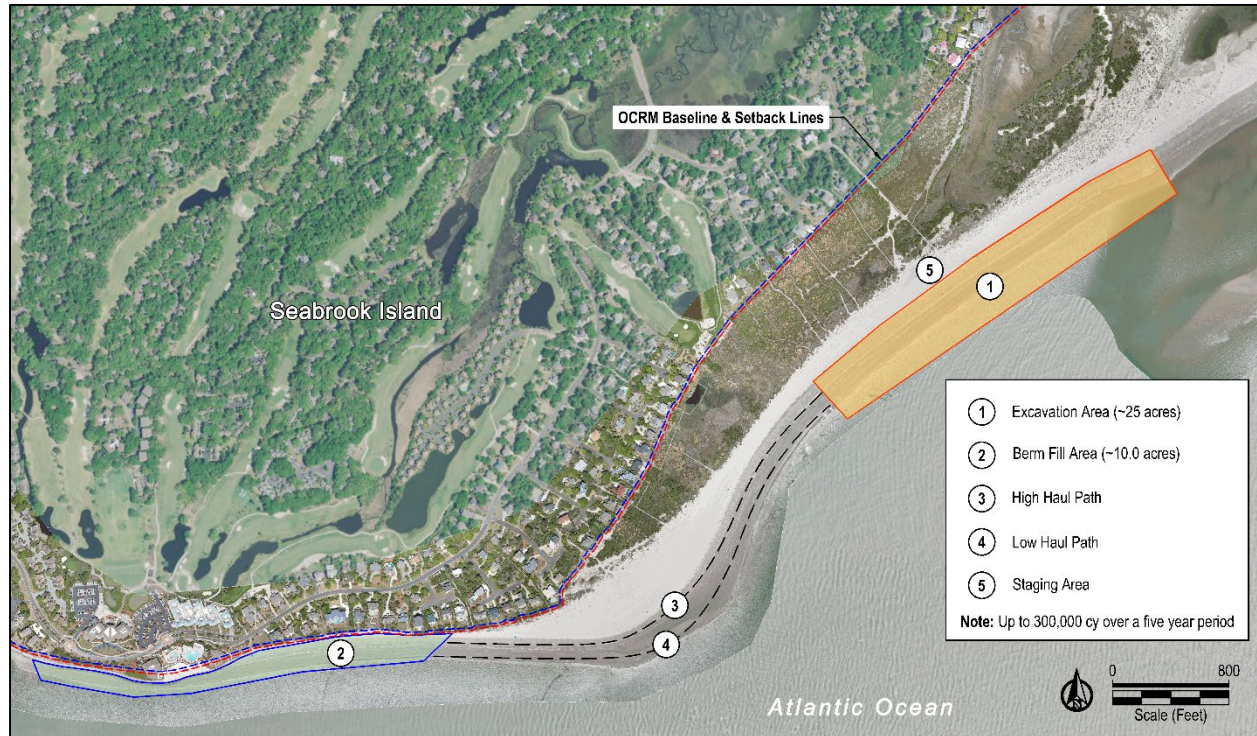 OCRM Baseline & Setback Lines
5
1
Seabrook Island
1 Excavation Area (~25 acres)
2 Berm Fill Area (~10.0 acres)
3 High Haul Path
4 Low Haul Path
5 Staging Area
Note: Up to 300,000 cy over a five year period
3
4
2
Atlantic Ocean
0 800
Scale (Feet)